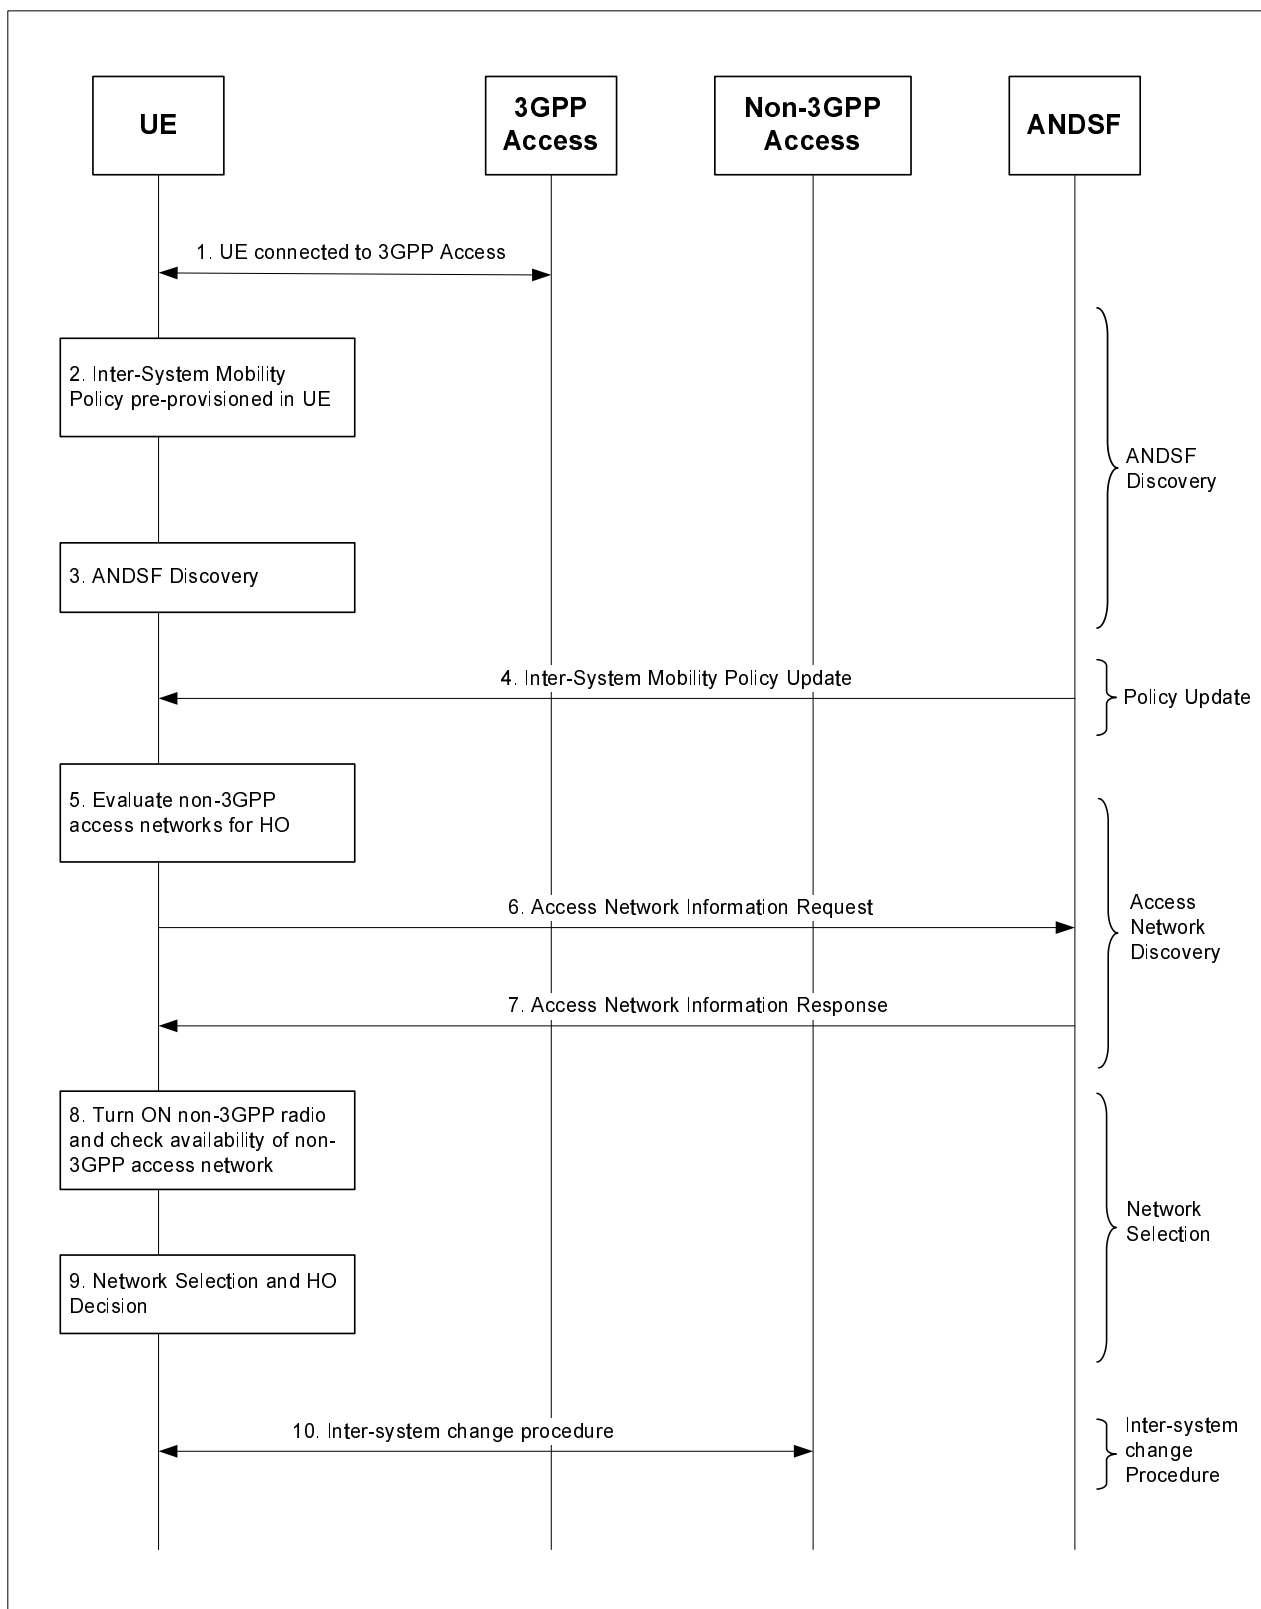 UE
3GPP
Access
Non-3GPP
Access
ANDSF
1. UE connected to 3GPP Access
2. Inter-System Mobility
Policy pre-provisioned in UE
ANDSF
Discovery
3. ANDSF Discovery
4. Inter-System Mobility Policy Update
Policy Update
5. Evaluate non-3GPP
access networks for HO
6. Access Network Information Request
Access
Network
Discovery
7. Access Network Information Response
8. Turn ON non-3GPP radio
and check availability of non-
3GPP access network
Network
Selection
9. Network Selection and HO
Decision
10. Inter-system change procedure
Inter-system
change
Procedure